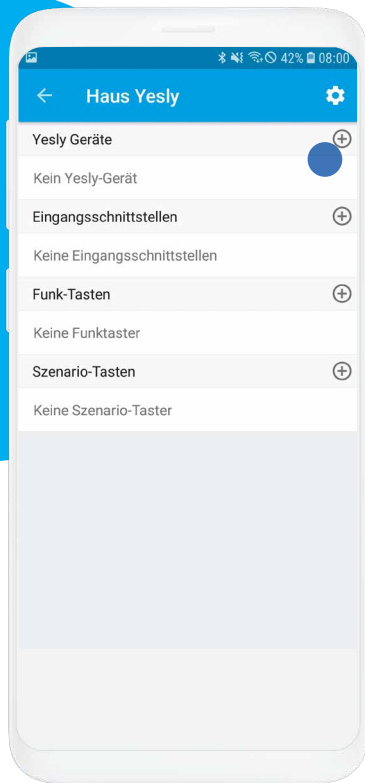 42% 08:00
Haus Yesly
Yesly Geräte
Kein Yesly-Gerät
Eingangsschnittstellen
Keine Eingangsschnittstellen
Funk-Tasten
Keine Funktaster
Szenario-Tasten
Keine Szenario-Taster